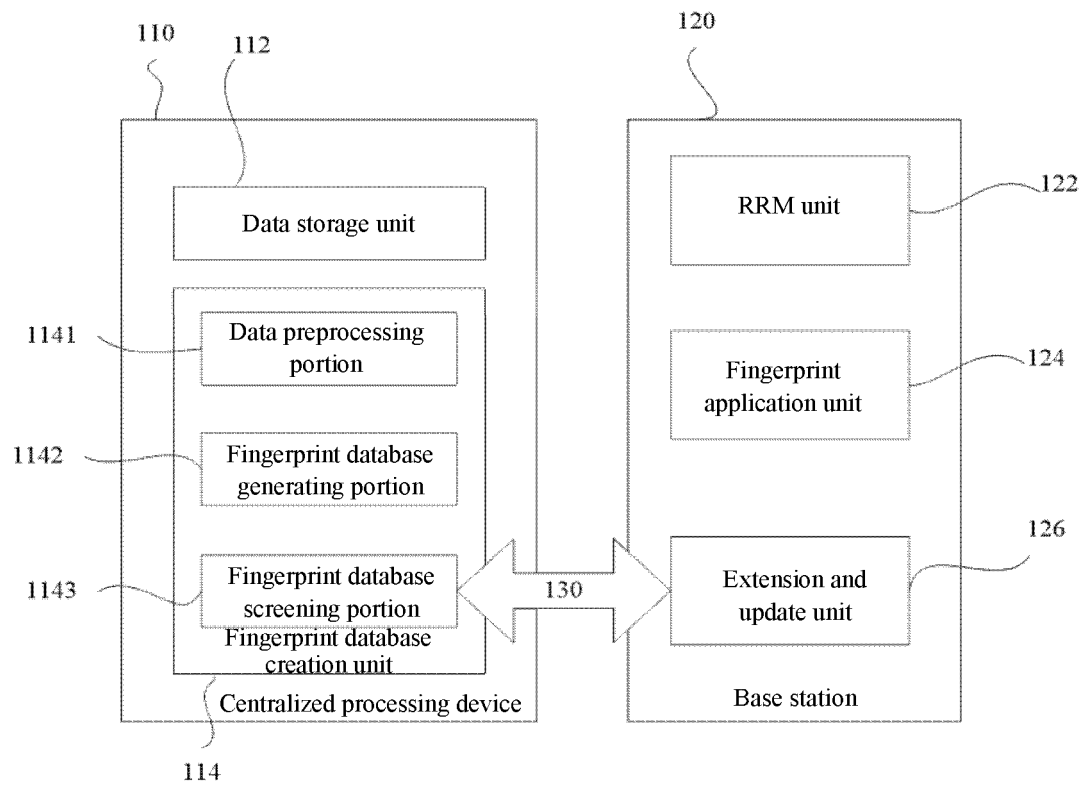 110
112
120
Data storage unit
RRM unit
122
1141
Data preprocessing
portion
Fingerprint
application unit
124
1142
Fingerprint database
generating portion
1143
Fingerprint database
screening portion
130
Extension and
update unit
126
Fingerprint database
creation unit
Centralized processing device
Base station
114